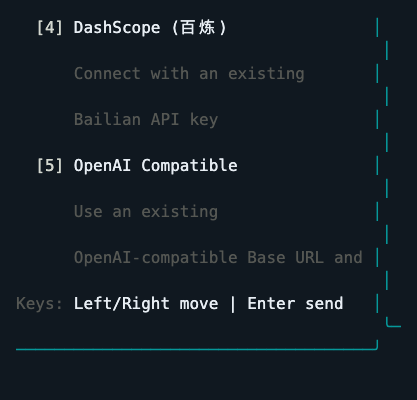 [4] DashScope (百炼)
Connect with an existing
Bailian API key
[5] OpenAI Compatible
Use an existing
OpenAI-compatible Base URL and
Keys: Left/Right move | Enter send